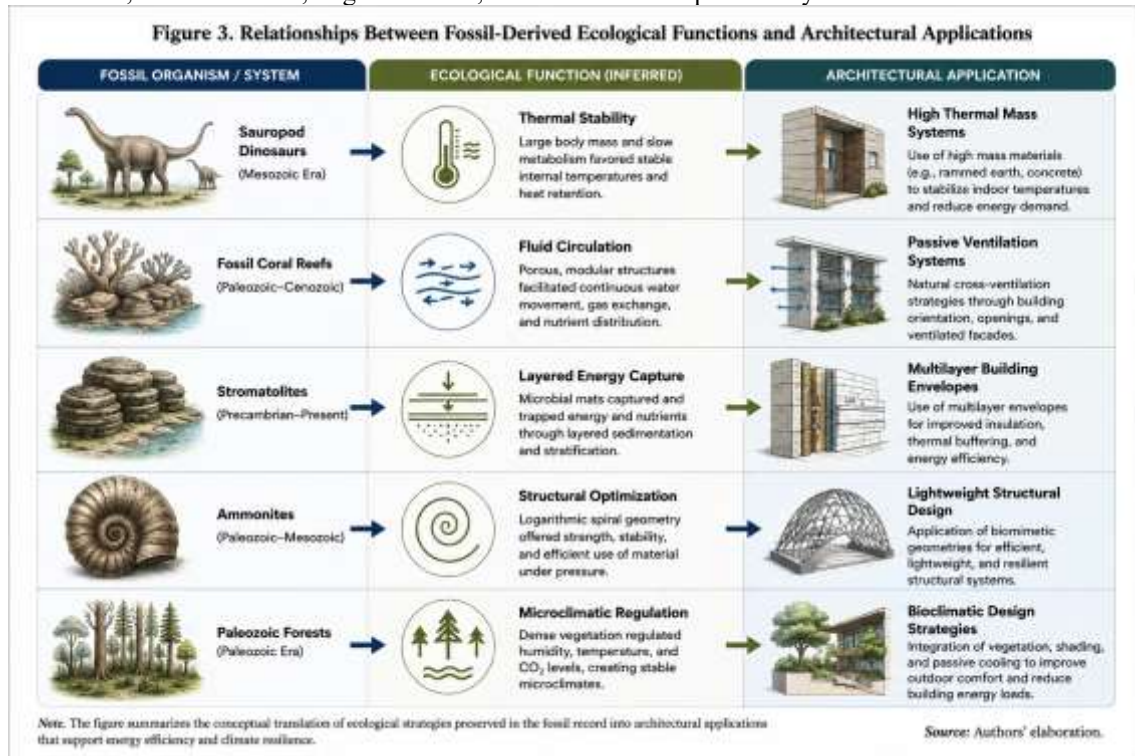 Figure 3. Relationships Between Fossil-Derived Ecological Functions and Architectural Applications
FOSSIL ORGANISM / SYSTEM
ECOLOGICAL FUNCTION (INFERRED)
ARCHITECTURAL APPLICATION
Sauropod
Dinosaurs
(Mesozoic Era)
Thermal Stability
Large body mass and slow
metabolism favored stable
internal temperatures and
heat retention.
High Thermal Mass
Systems
Use of high mass materials
(e.g., rammed earth, concrete)
to stabilize indoor temperatures
and reduce energy demand.
Fossil Coral Reefs
(Paleozoic–Cenozoic)
Fluid Circulation
Porous, modular structures
facilitated continuous water
movement, gas exchange,
and nutrient distribution.
Passive Ventilation
Systems
Natural cross-ventilation
strategies through building
orientation, openings, and
ventilated facades.
Stromatolites
(Precambrian–Present)
Layered Energy Capture
Microbial mats captured and
trapped energy and nutrients
through layered sedimentation
and stratification.
Multilayer Building
Envelopes
Use of multilayer envelopes
for improved insulation,
thermal buffering, and
energy efficiency.
Ammonites
(Paleozoic–Mesozoic)
Structural Optimization
Logarithmic spiral geometry
offered strength, stability,
and efficient use of material
under pressure.
Lightweight Structural
Design
Application of biomimetic
geometries for efficient,
lightweight, and resilient
structural systems.
Paleozoic Forests
(Paleozoic Era)
Microclimatic Regulation
Dense vegetation regulated
humidity, temperature, and
CO₂ levels, creating stable
microclimates.
Bioclimatic Design
Strategies
Integration of vegetation, shading,
and passive cooling to improve
outdoor comfort and reduce
building energy loads.
Note. The figure summarizes the conceptual translation of ecological strategies preserved in the fossil record into architectural applications
that support energy efficiency and climate resilience.
Source: Authors' elaboration.